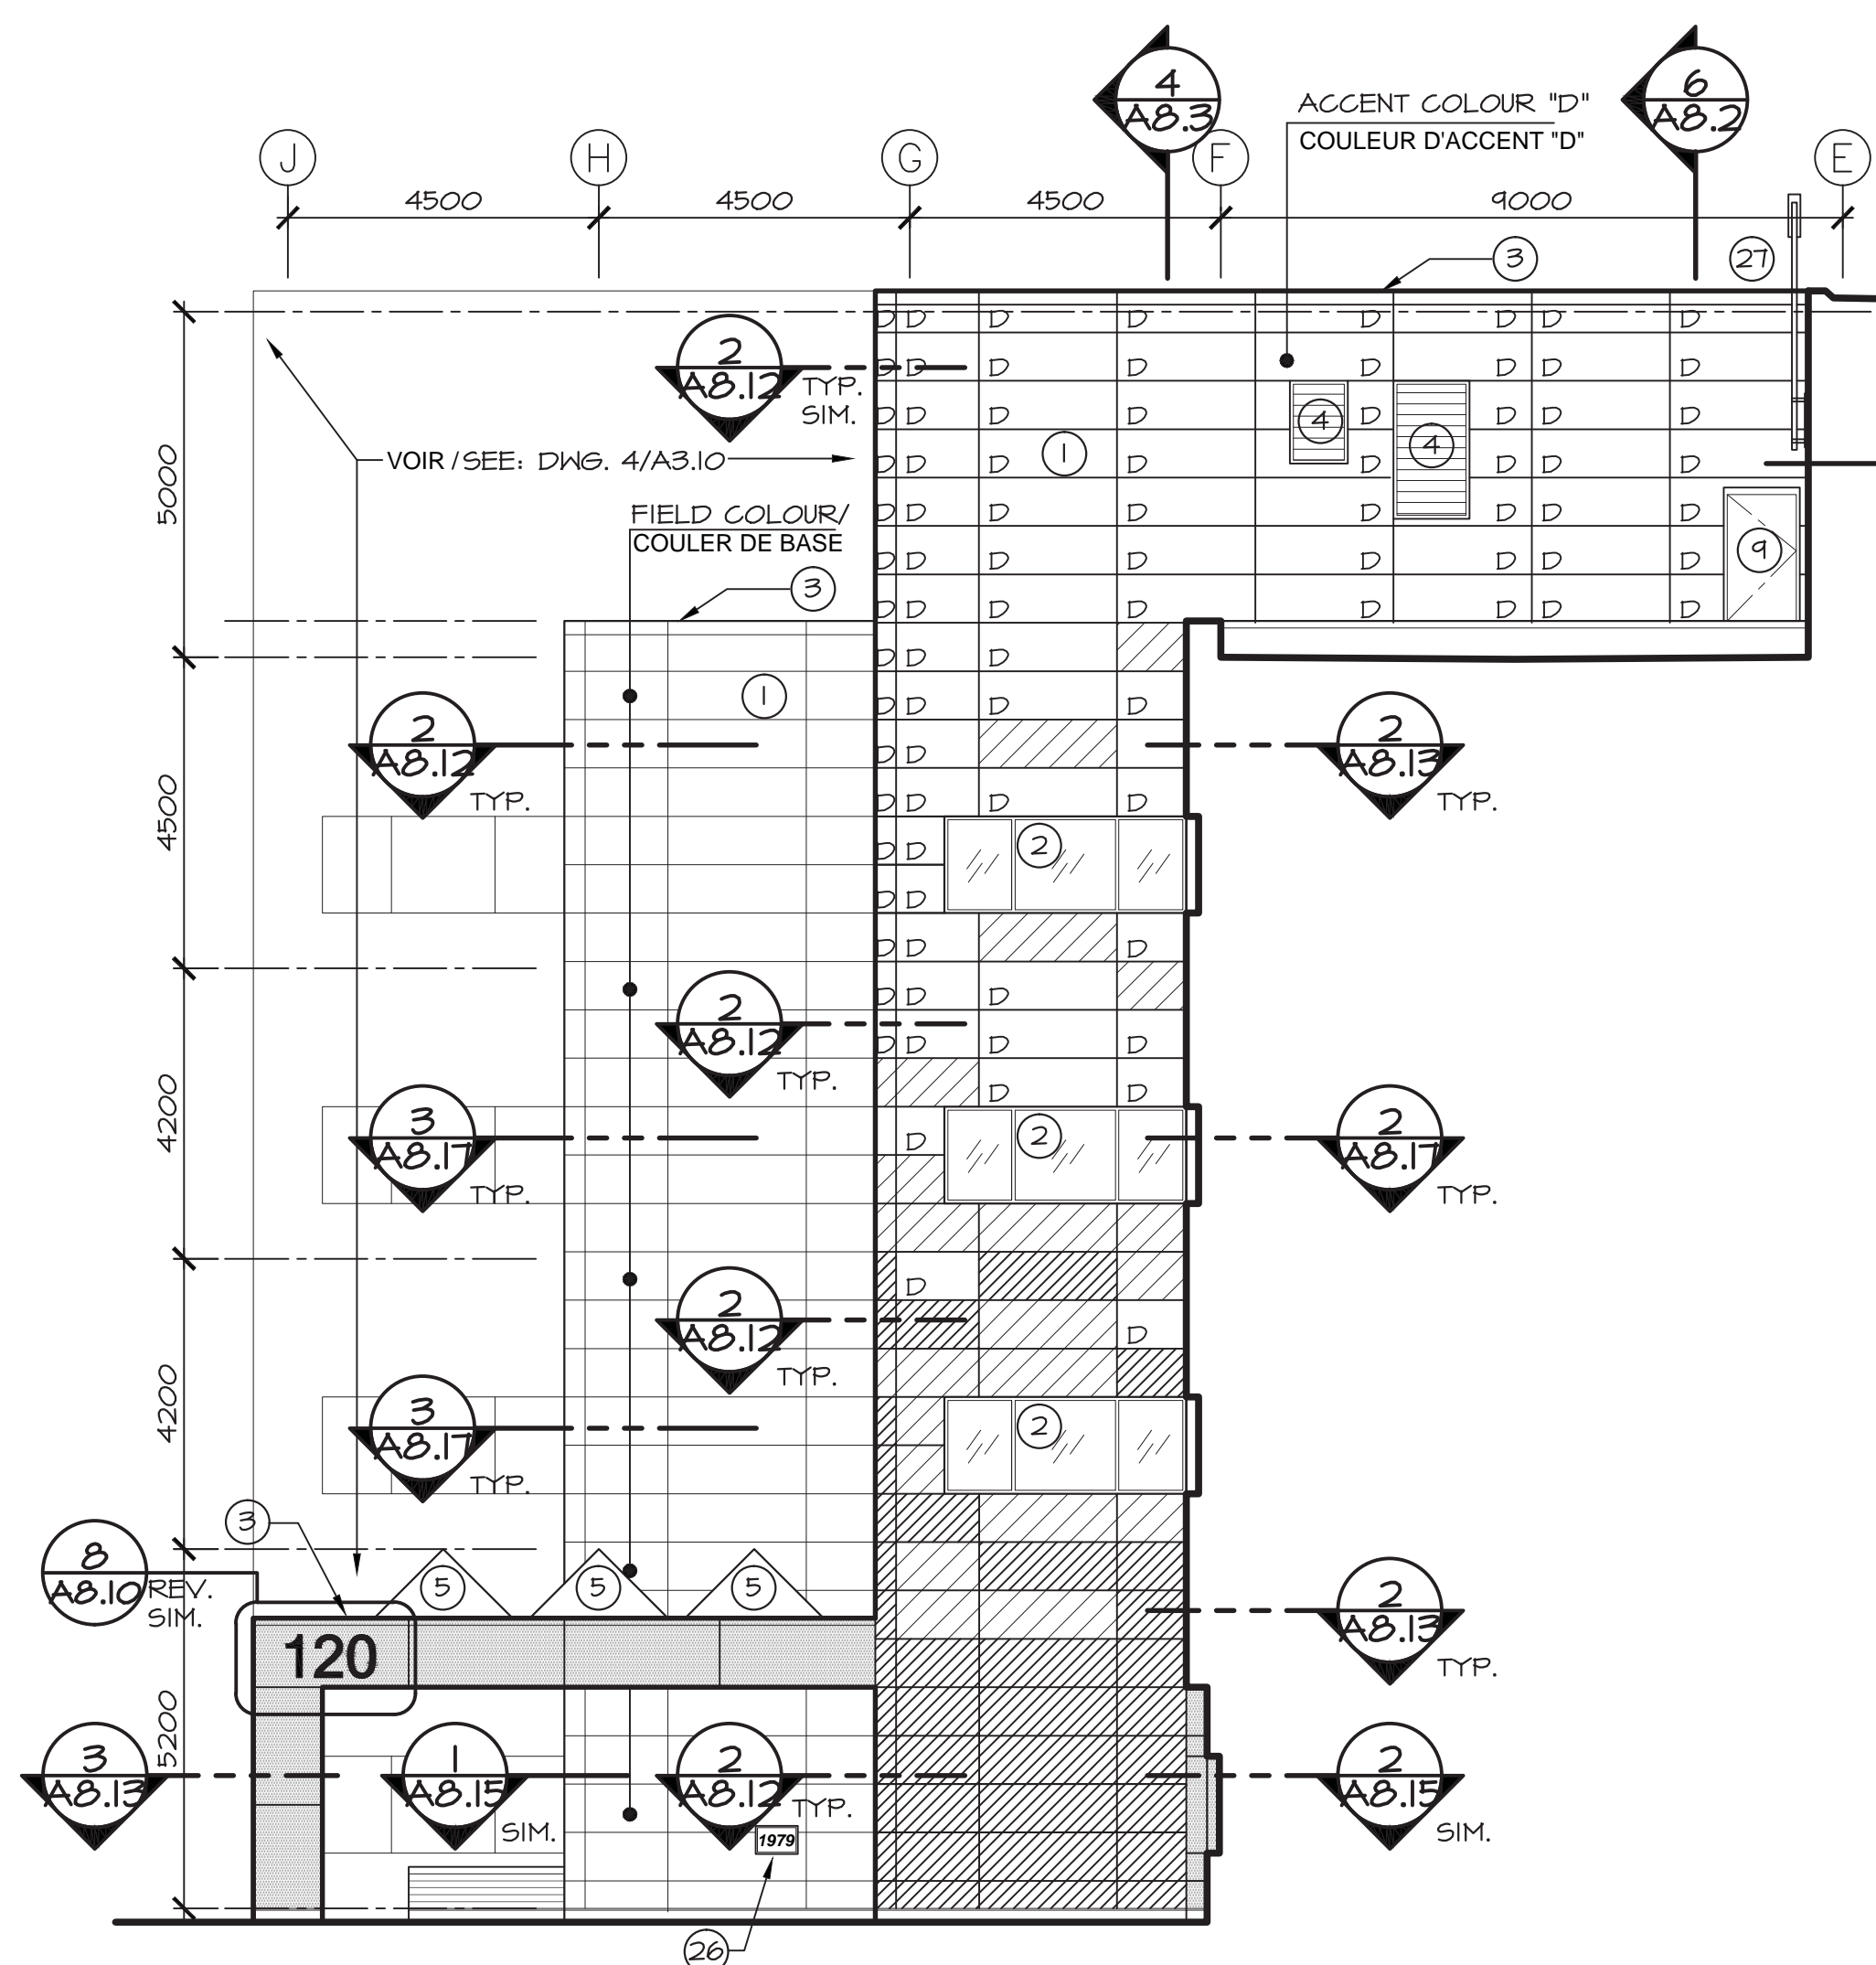 4
A8.3
6
A8.2
ACCENT COLOUR "D"
COULEUR D'ACCENT "D"
J
H
G
F
E
4500
4500
4500
9000
3
27
D D D D D D D D
2
A8.12
TYP.
SIM.
D D D D D D D D
D D D D D D D D
4
4
1
VOIR / SEE: DWG. 4/A3.10
D D D D D D D D
5000
FIELD COLOUR/
COULER DE BASE
D D D D D D D D
9
D D D D D D D D
3
D D D D D D D D
D D D
1
D D D D
2
A8.12
TYP.
D D
2
A8.13
TYP.
4500
D D D D
D D
2
D D
D D D
D D D
2
A8.12
TYP.
D D D D
D D
4200
3
A8.17
TYP.
D
2
2
A8.17
TYP.
D
2
A8.12
TYP.
D
4200
3
A8.17
TYP.
2
3
8
A8.10
REV.
SIM.
5
5
5
2
A8.13
TYP.
120
5200
3
A8.13
1
A8.15
SIM.
2
A8.12
TYP.
2
A8.15
SIM.
1979
26